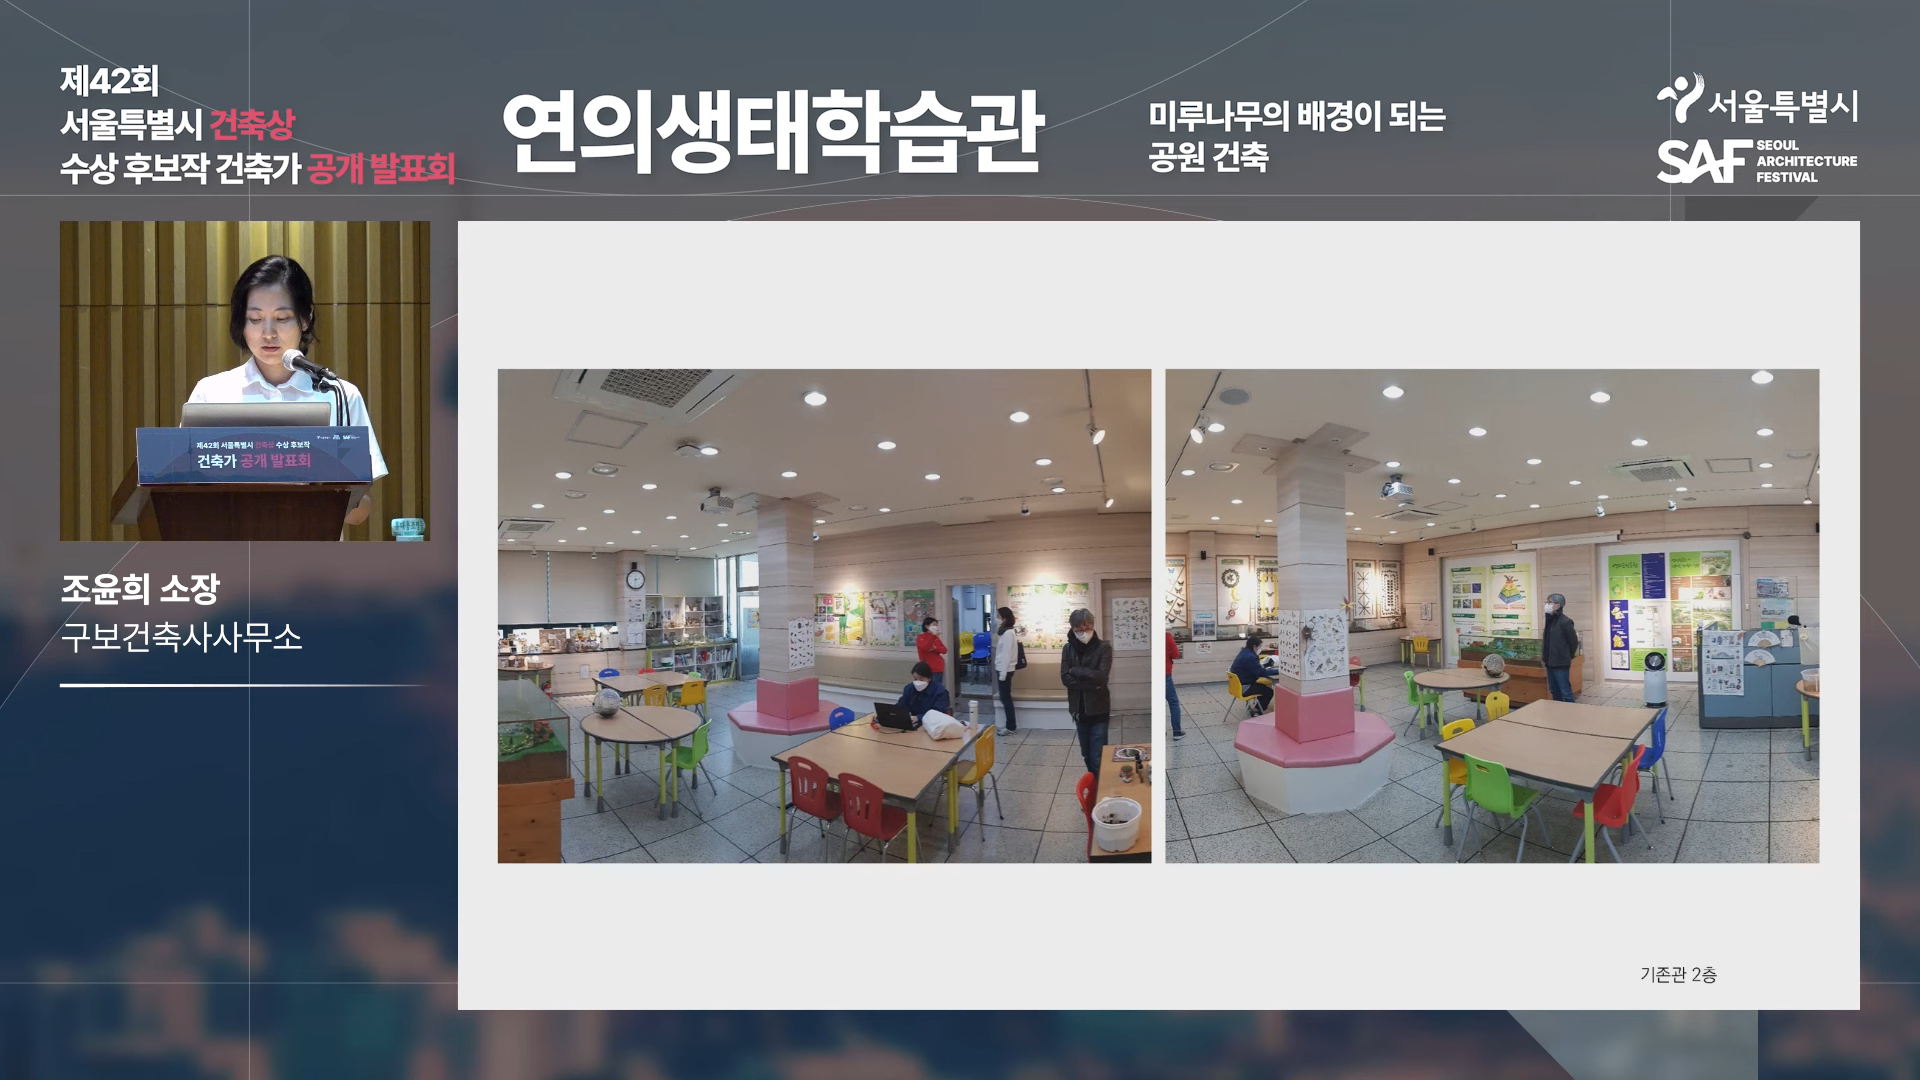 제42회
서울특별시 건축상
수상 후보작 건축가 공개 발표회
연의생태학습관
미루나무의 배경이 되는
공원 건축
서울특별시
SAF SEOUL
ARCHITECTURE
FESTIVAL
제42회 서울특별시 건축상 수상 후보작
건축가 공개 발표회
조윤희 소장
구보건축사사무소
기존관 2층